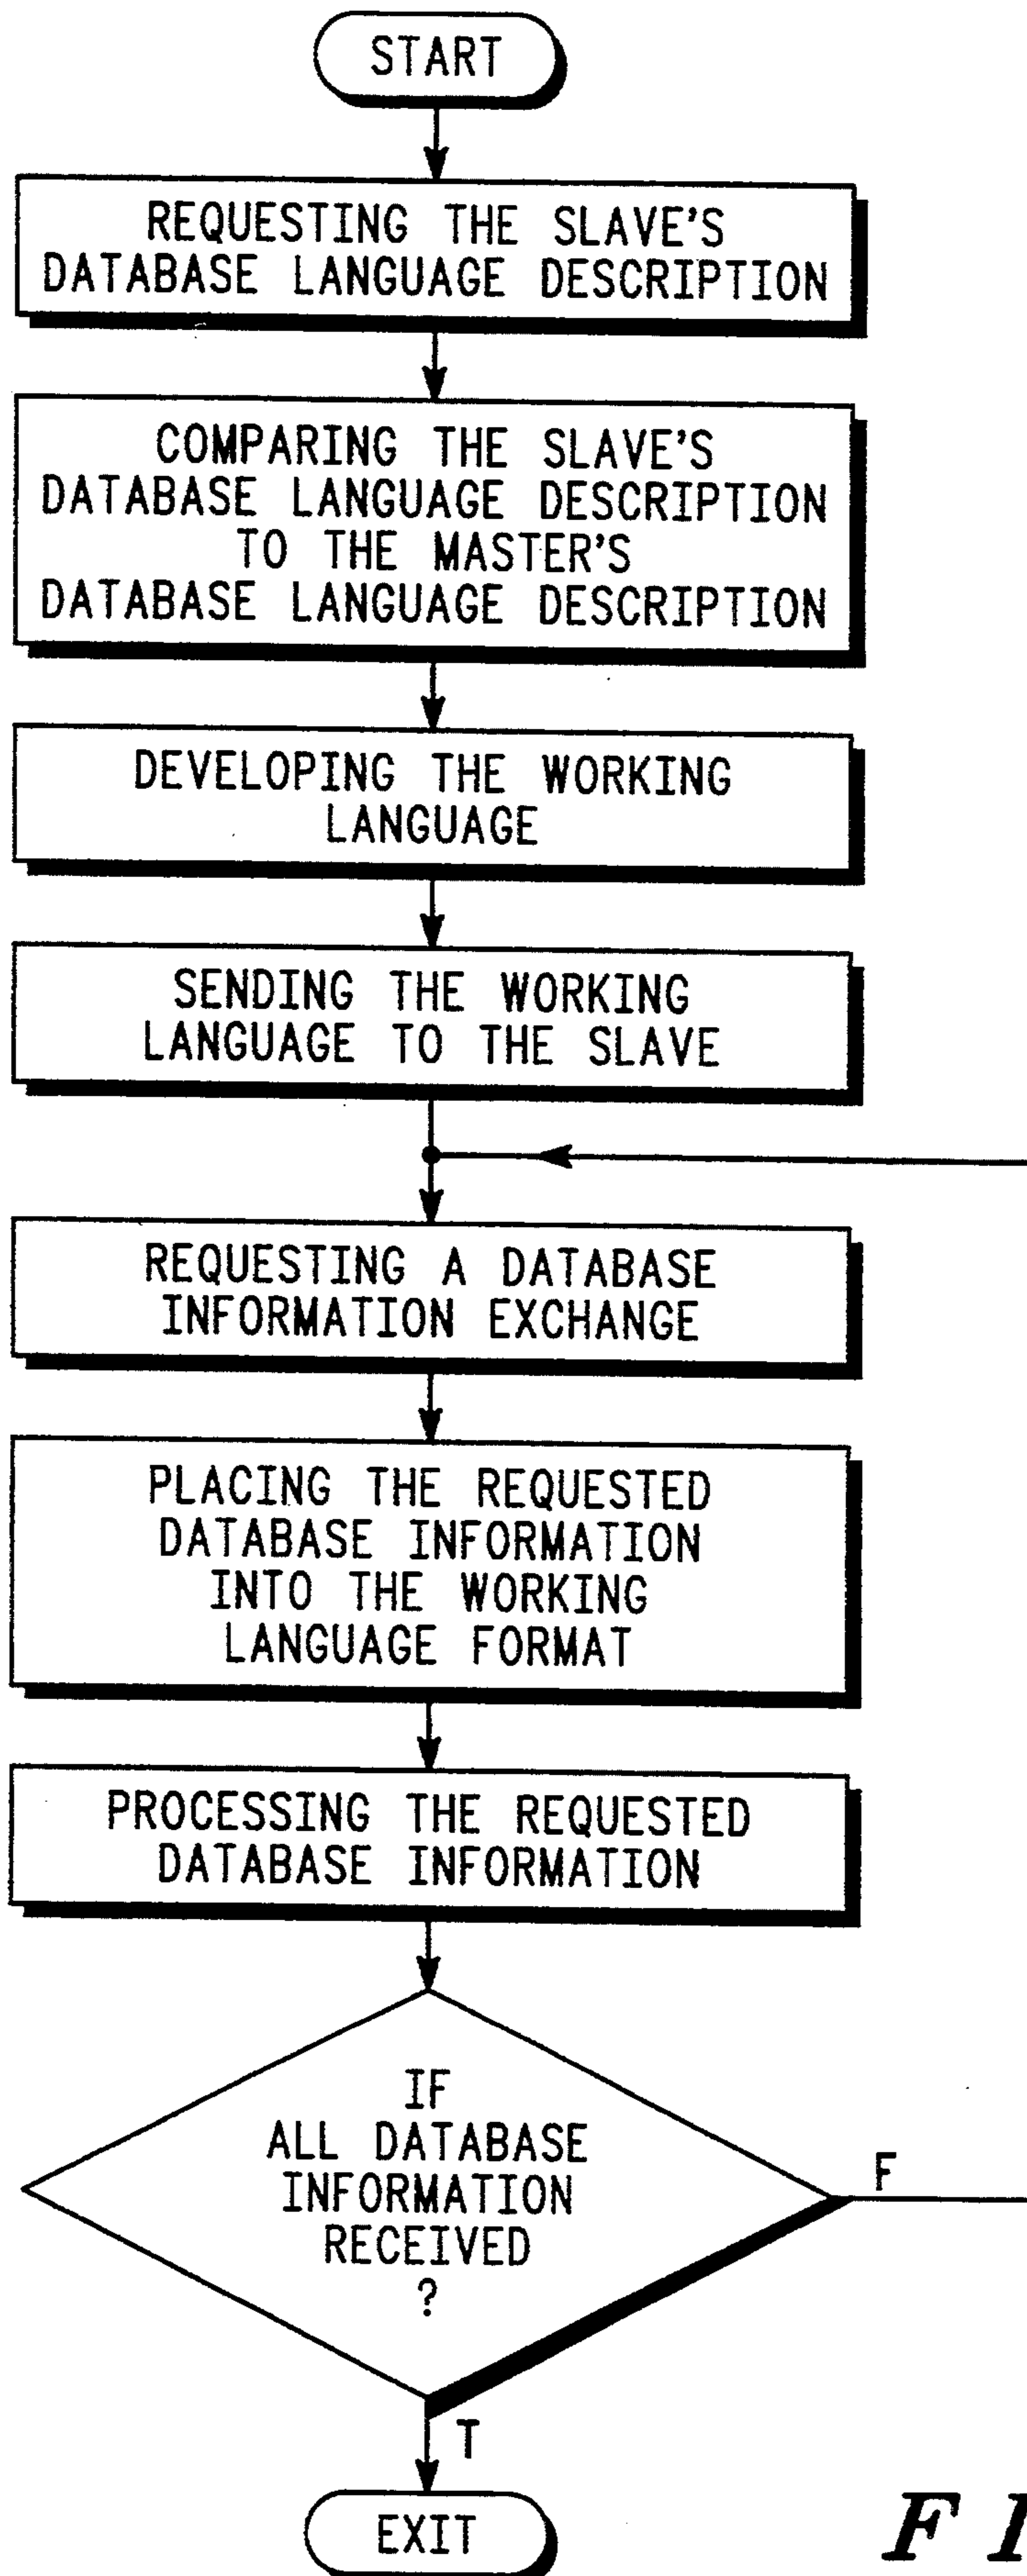 START
REQUESTING THE SLAVE'S
DATABASE LANGUAGE DESCRIPTION
COMPARING THE SLAVE'S
DATABASE LANGUAGE DESCRIPTION
TO THE MASTER'S
DATABASE LANGUAGE DESCRIPTION
DEVELOPING THE WORKING
LANGUAGE
SENDING THE WORKING
LANGUAGE TO THE SLAVE
REQUESTING A DATABASE
INFORMATION EXCHANGE
PLACING THE REQUESTED
DATABASE INFORMATION
INTO THE WORKING
LANGUAGE FORMAT
PROCESSING THE REQUESTED
DATABASE INFORMATION
IF
ALL DATABASE
INFORMATION
RECEIVED
?
F
T
EXIT